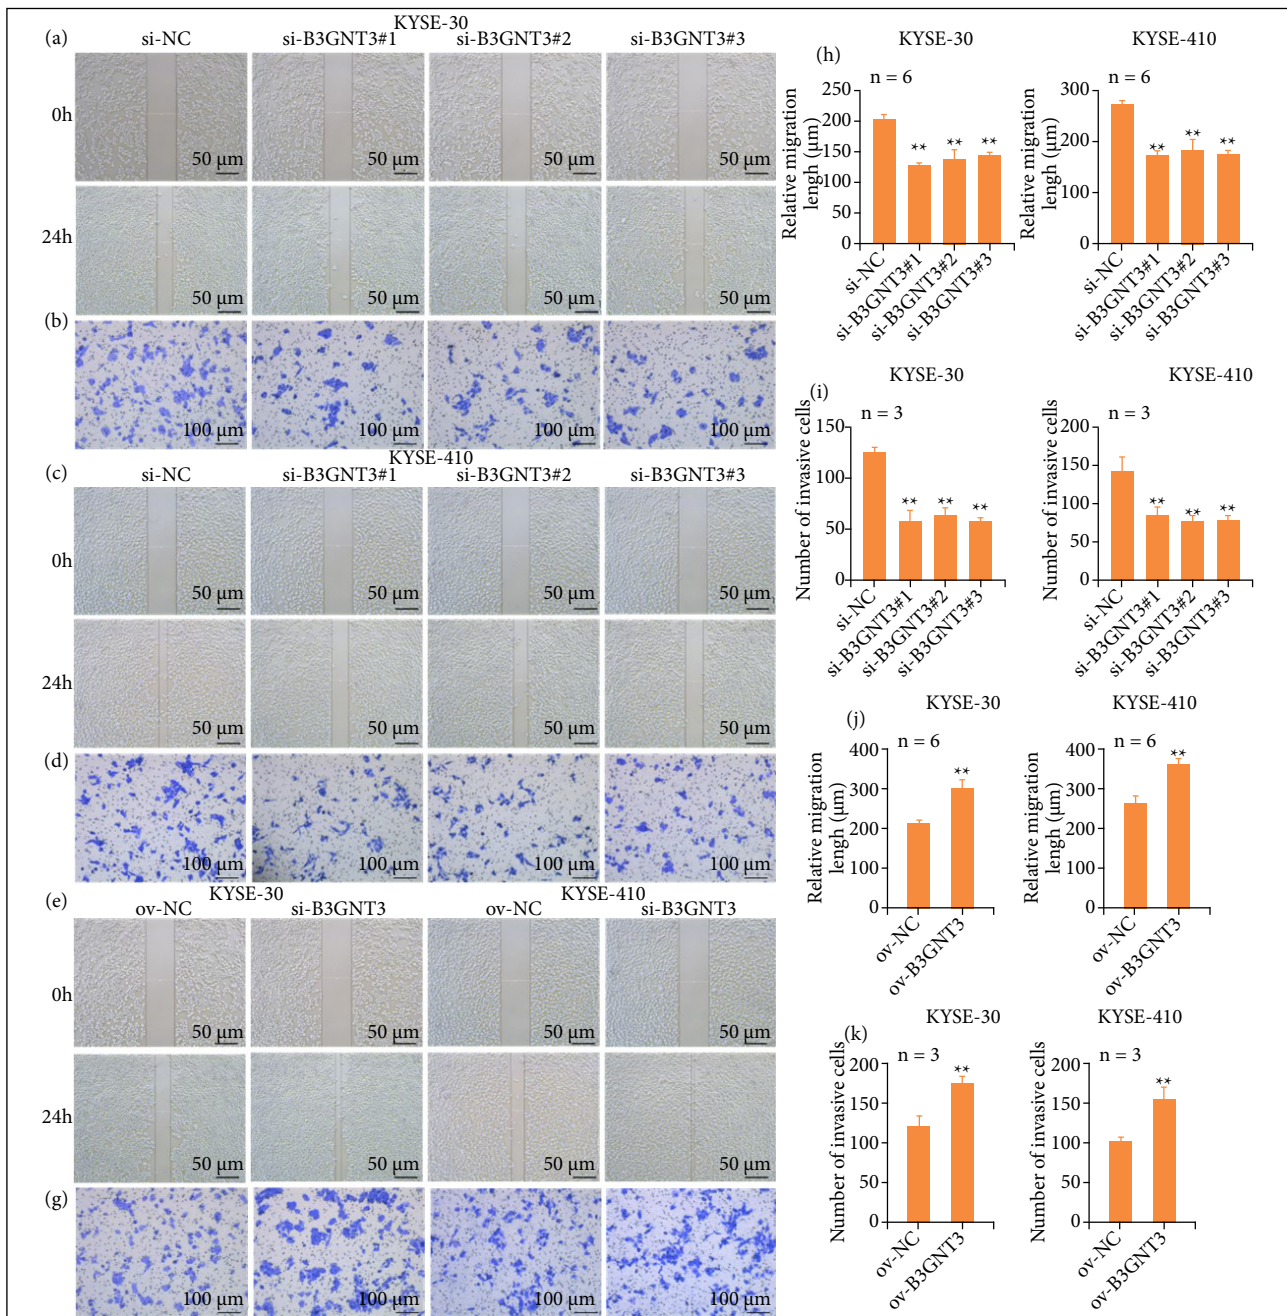 (a)
KYSE-30
si-NC si-B3GNT3#1 si-B3GNT3#2 si-B3GNT3#3
0h
50 µm 50 µm 50 µm 50 µm
24h
50 µm 50 µm 50 µm 50 µm
(b)
100 µm 100 µm 100 µm 100 µm
(c)
KYSE-410
si-NC si-B3GNT3#1 si-B3GNT3#2 si-B3GNT3#3
0h
50 µm 50 µm 50 µm 50 µm
24h
50 µm 50 µm 50 µm 50 µm
(d)
100 µm 100 µm 100 µm 100 µm
(e)
KYSE-30 KYSE-410
ov-NC si-B3GNT3 ov-NC si-B3GNT3
0h
50 µm 50 µm 50 µm 50 µm
24h
50 µm 50 µm 50 µm 50 µm
(g)
100 µm 100 µm 100 µm 100 µm
(h)
KYSE-30
n = 6
Relative migration
lengh (µm)
250
200
150
100
50
0
** ** **
si-NC
si-B3GNT3#1
si-B3GNT3#2
si-B3GNT3#3
KYSE-410
n = 6
Relative migration
lengh (µm)
300
200
100
0
** ** **
si-NC
si-B3GNT3#1
si-B3GNT3#2
si-B3GNT3#3
(i)
KYSE-30
n = 3
Number of invasive cells
150
100
50
0
** ** **
si-NC
si-B3GNT3#1
si-B3GNT3#2
si-B3GNT3#3
KYSE-410
n = 3
Number of invasive cells
200
150
100
50
0
** ** **
si-NC
si-B3GNT3#1
si-B3GNT3#2
si-B3GNT3#3
(j)
KYSE-30
n = 6
Relative migration
lengh (µm)
400
300
200
100
0
**
ov-NC
ov-B3GNT3
KYSE-410
n = 6
Relative migration
lengh (µm)
400
300
200
100
0
**
ov-NC
ov-B3GNT3
(k)
KYSE-30
n = 3
Number of invasive cells
200
150
100
50
0
**
ov-NC
ov-B3GNT3
KYSE-410
n = 3
Number of invasive cells
200
150
100
50
0
**
ov-NC
ov-B3GNT3